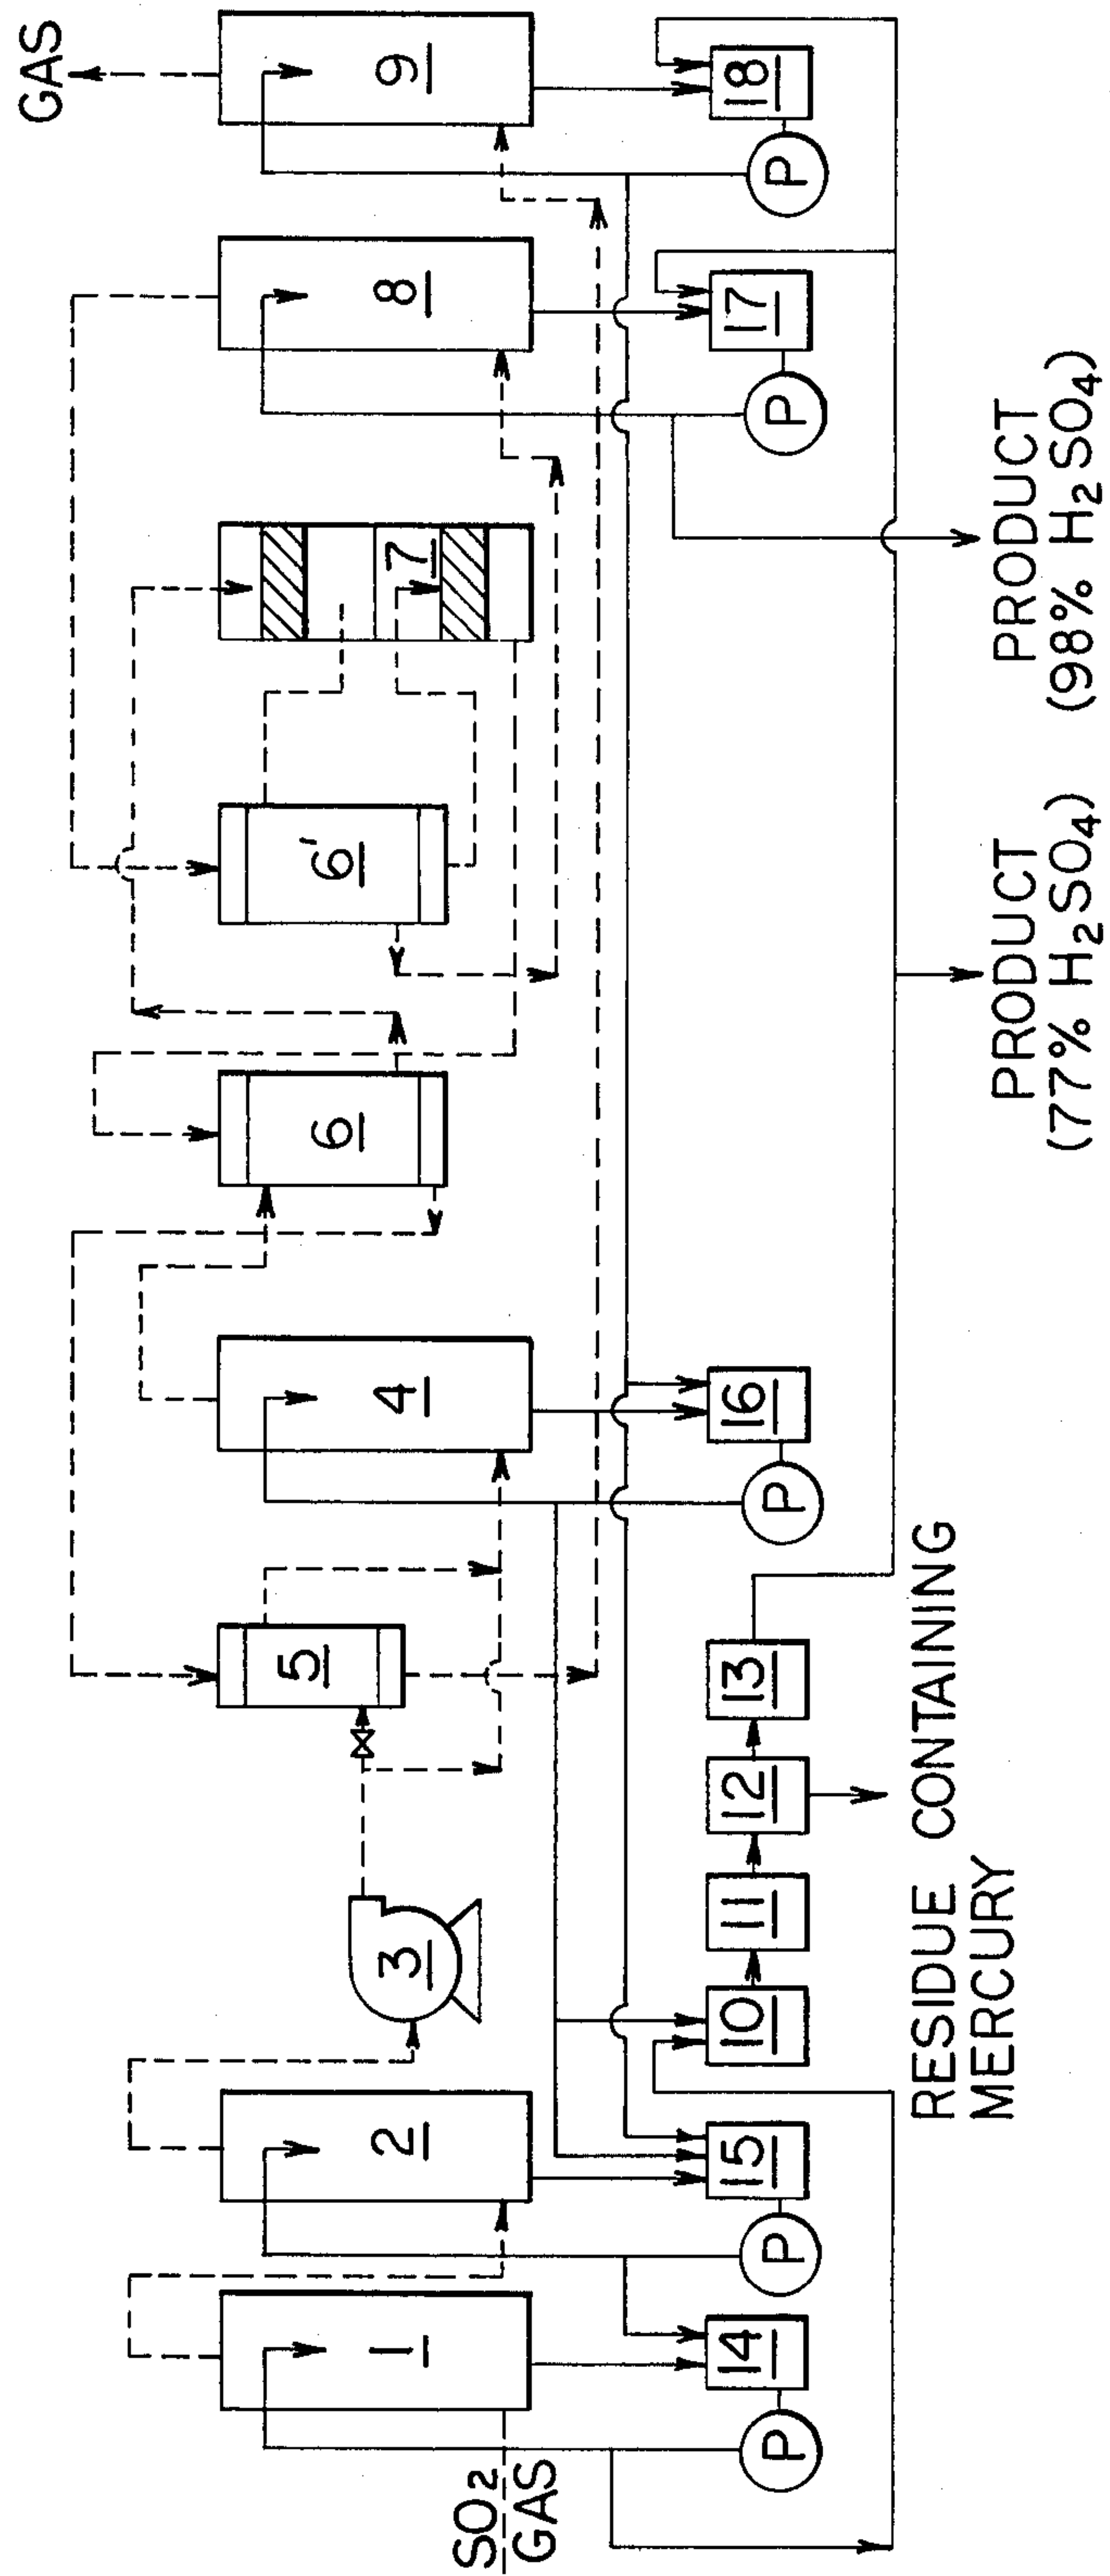 GAS
1
2
3
4
5
6
6'
7
8
9
SO₂
GAS
P
14
P
15
10
11
12
13
P
16
P
17
P
18
RESIDUE CONTAINING
MERCURY
PRODUCT
(77% H₂SO₄)
PRODUCT
(98% H₂SO₄)